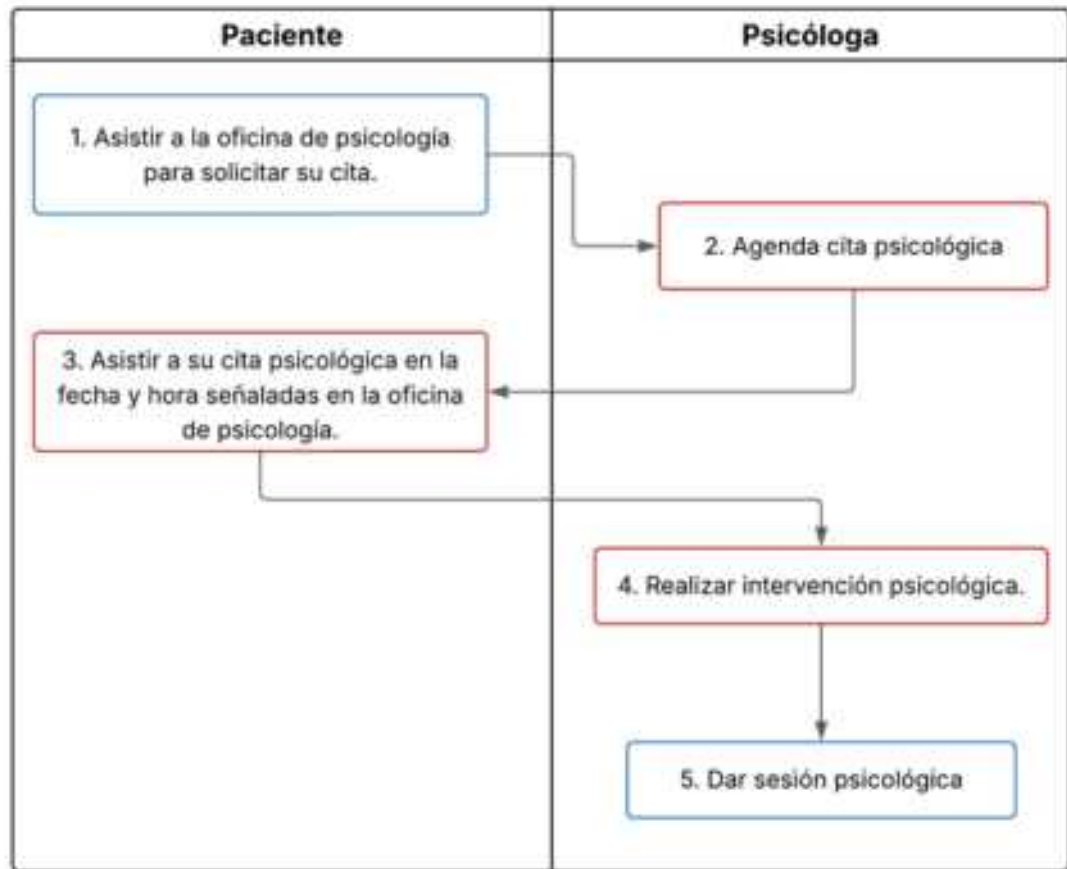 Paciente
Psicóloga
1. Asistir a la oficina de psicología
para solicitar su cita.
2. Agenda cita psicológica
3. Asistir a su cita psicológica en la
fecha y hora señaladas en la oficina
de psicología.
4. Realizar intervención psicológica.
5. Dar sesión psicológica